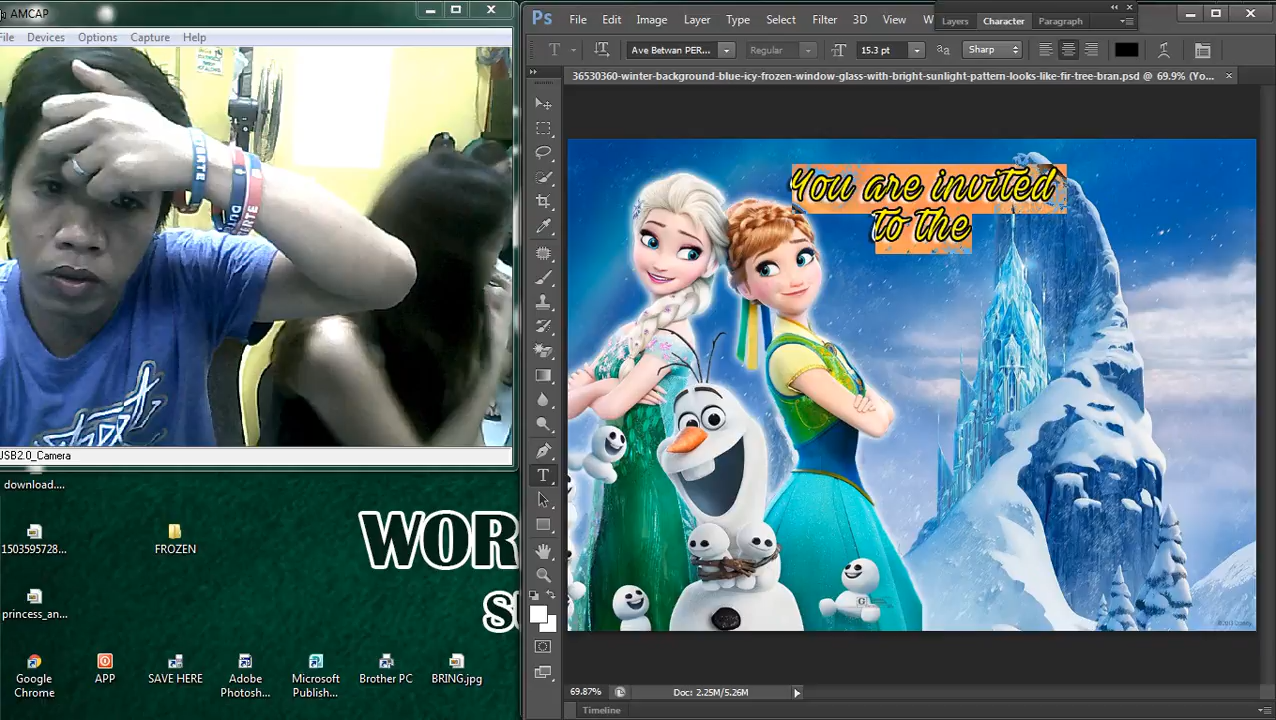 AMCAP
File Devices Options Capture Help
DUTERTE
USB2.0_Camera
download....
1503595728...
FROZEN
princess_an...
WOR
Google Chrome
APP
SAVE HERE
Adobe Photosh...
Microsoft Publish...
Brother PC
BRING.jpg
Ps File Edit Image Layer Type Select Filter 3D View W
Layers Character Paragraph
T Ave Betwan PER... Regular 15.3 pt aa Sharp
36530360-winter-background-blue-icy-frozen-window-glass-with-bright-sunlight-pattern-looks-like-fir-tree-bran.psd @ 69.9% (Yo...
You are invited
to the
69.87% Doc: 2.25M/5.26M
Timeline